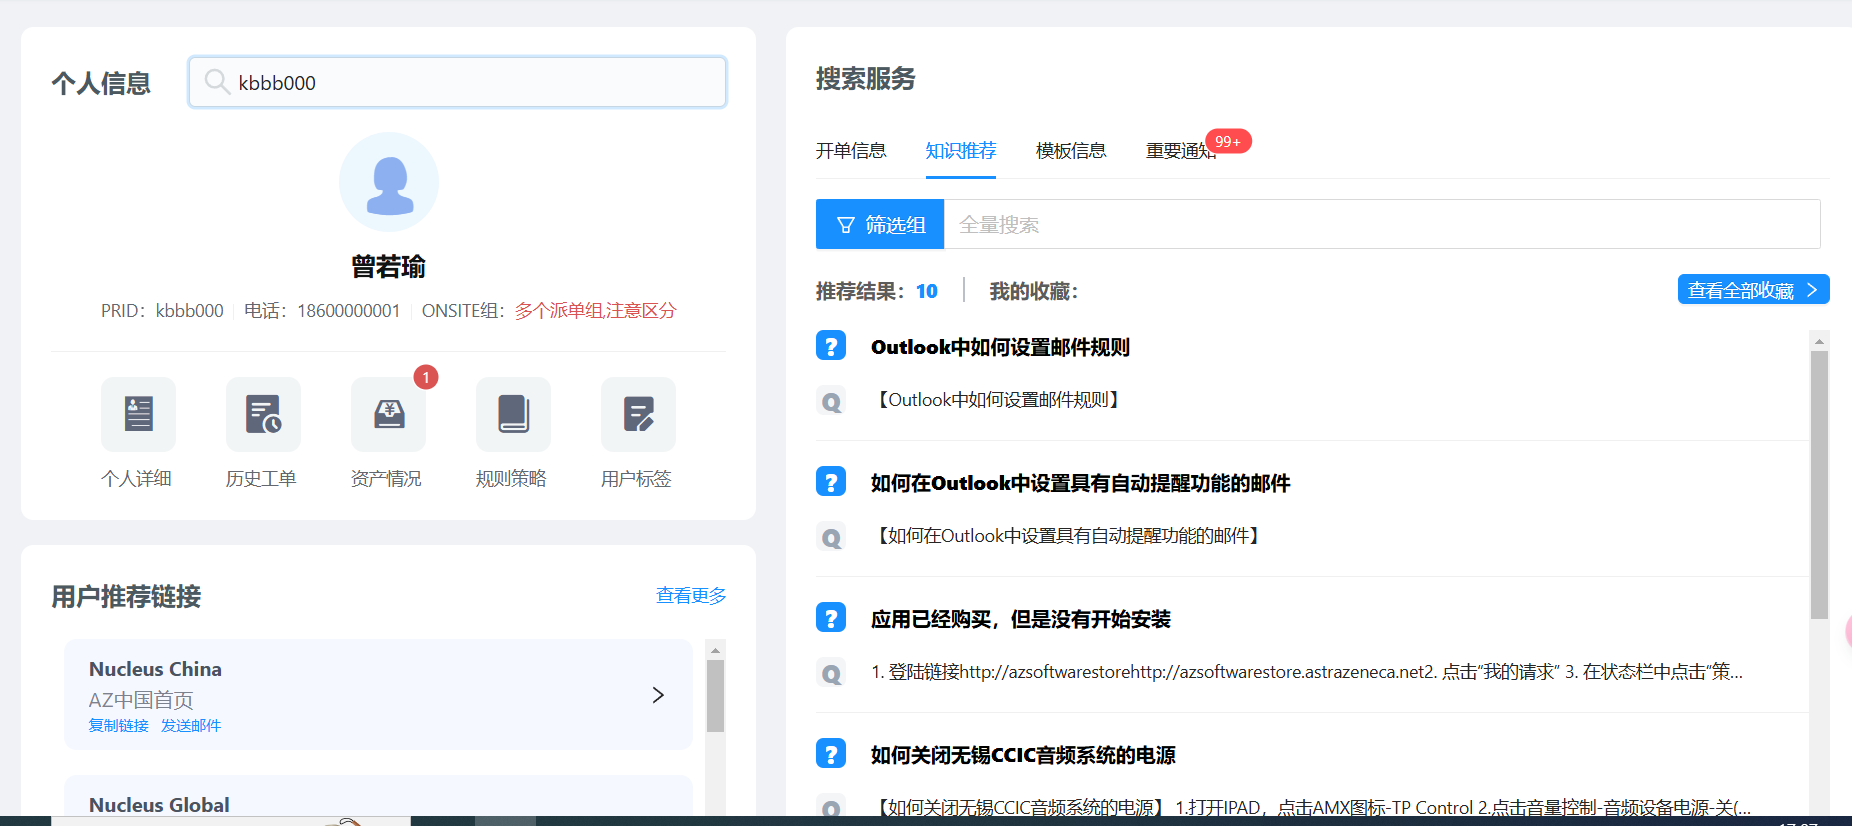 个人信息
kbbb000
曾若瑜
PRID：kbbb000 电话：18600000001 ONSITE组：多个派单组,注意区分
1
个人详细 历史工单 资产情况 规则策略 用户标签
用户推荐链接 查看更多
Nucleus China
AZ中国首页
复制链接 发送邮件
Nucleus Global
搜索服务
开单信息 知识推荐 模板信息 重要通知 99+
筛选组 全量搜索
推荐结果：10 我的收藏： 查看全部收藏
? Outlook中如何设置邮件规则
Q 【Outlook中如何设置邮件规则】
? 如何在Outlook中设置具有自动提醒功能的邮件
Q 【如何在Outlook中设置具有自动提醒功能的邮件】
? 应用已经购买，但是没有开始安装
Q 1. 登陆链接http://azsoftwarestorehttp://azsoftwarestore.astrazeneca.net2. 点击“我的请求” 3. 在状态栏中点击“策...
? 如何关闭无锡CCIC音频系统的电源
Q 【如何关闭无锡CCIC音频系统的电源】 1.打开IPAD，点击AMX图标-TP Control 2.点击音量控制-音频设备电源-关(...